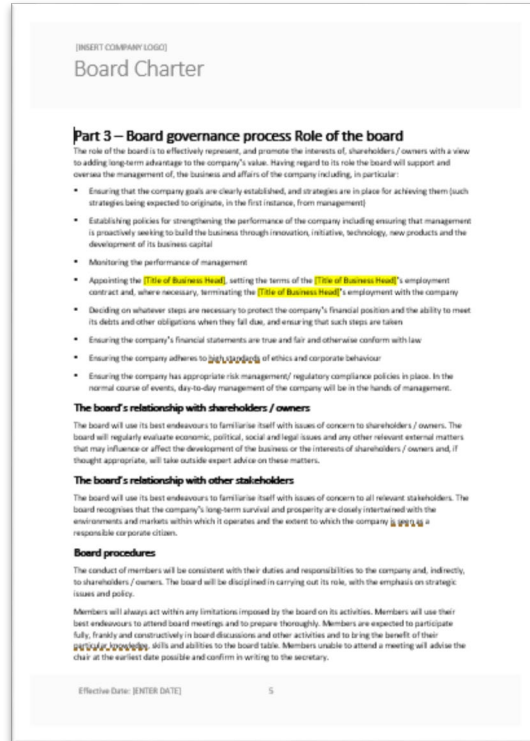 [INSERT COMPANY LOGO]
Board Charter
Part 3 – Board governance process Role of the board
The role of the board is to effectively represent, and promote the interests of, shareholders / owners with a view
to adding long-term advantage to the company's value. Having regard to its role the board will support and
oversee the management of, the business and affairs of the company including, in particular:
▪ Ensuring that the company goals are clearly established, and strategies are in place for achieving them (such
strategies being expected to originate, in the first instance, from management)
▪ Establishing policies for strengthening the performance of the company including ensuring that management
is proactively seeking to build the business through innovation, initiative, technology, new products and the
development of its business capital
▪ Monitoring the performance of management
▪ Appointing the [Title of Business Head], setting the terms of the [Title of Business Head]'s employment
contract and, where necessary, terminating the [Title of Business Head]'s employment with the company
▪ Deciding on whatever steps are necessary to protect the company's financial position and the ability to meet
its debts and other obligations when they fall due, and ensuring that such steps are taken
▪ Ensuring the company's financial statements are true and fair and otherwise conform with law
▪ Ensuring the company adheres to high standards of ethics and corporate behaviour
▪ Ensuring the company has appropriate risk management/ regulatory compliance policies in place. In the
normal course of events, day-to-day management of the company will be in the hands of management.
The board's relationship with shareholders / owners
The board will use its best endeavours to familiarise itself with issues of concern to shareholders / owners. The
board will regularly evaluate economic, political, social and legal issues and any other relevant external matters
that may influence or affect the development of the business or the interests of shareholders / owners and, if
thought appropriate, will take outside expert advice on these matters.
The board's relationship with other stakeholders
The board will use its best endeavours to familiarise itself with issues of concern to all relevant stakeholders. The
board recognises that the company's long-term survival and prosperity are closely intertwined with the
environments and markets within which it operates and the extent to which the company is seen as a
responsible corporate citizen.
Board procedures
The conduct of members will be consistent with their duties and responsibilities to the company and, indirectly,
to shareholders / owners. The board will be disciplined in carrying out its role, with the emphasis on strategic
issues and policy.
Members will always act within any limitations imposed by the board on its activities. Members will use their
best endeavours to attend board meetings and to prepare thoroughly. Members are expected to participate
fully, frankly and constructively in board discussions and other activities and to bring the benefit of their
particular knowledge, skills and abilities to the board table. Members unable to attend a meeting will advise the
chair at the earliest date possible and confirm in writing to the secretary.
Effective Date: [ENTER DATE] 5